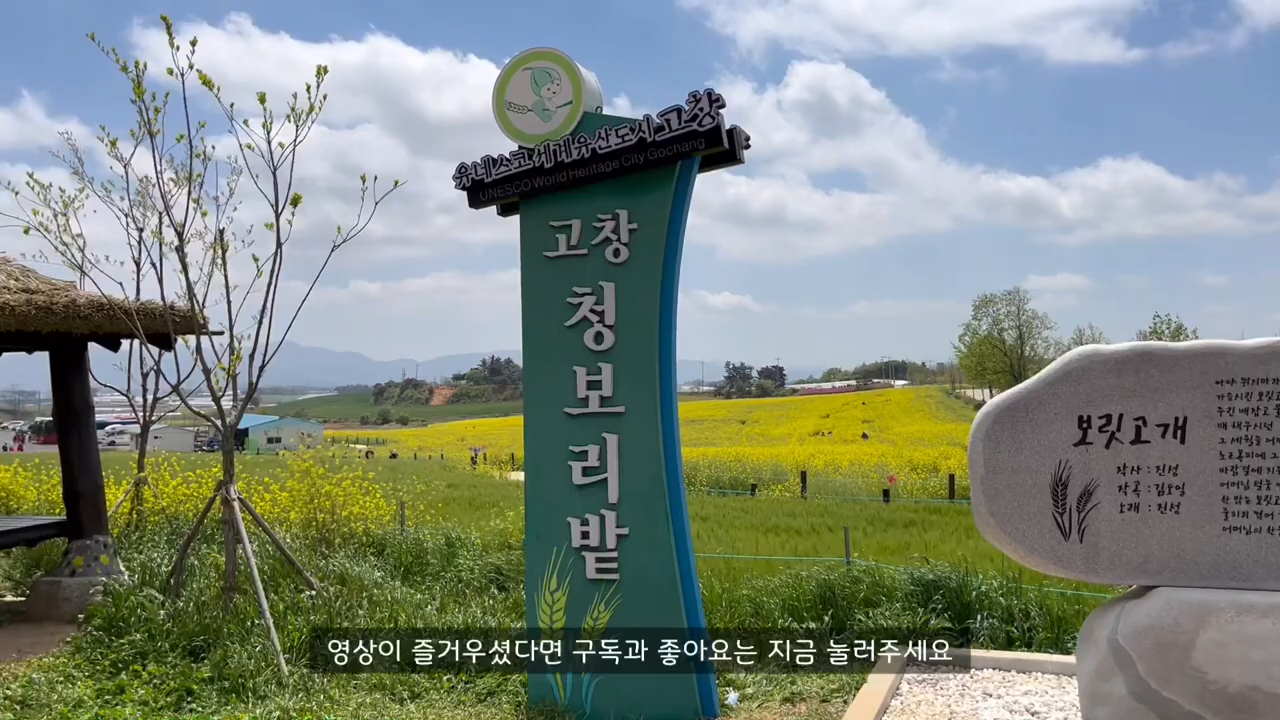 유네스코 세계유산도시 고창
UNESCO World Heritage City Gochang
고창
청보리밭
보릿고개
작사 : 진성
작곡 : 김도일
노래 : 진성
영상이 즐거우셨다면 구독과 좋아요는 지금 눌러주세요